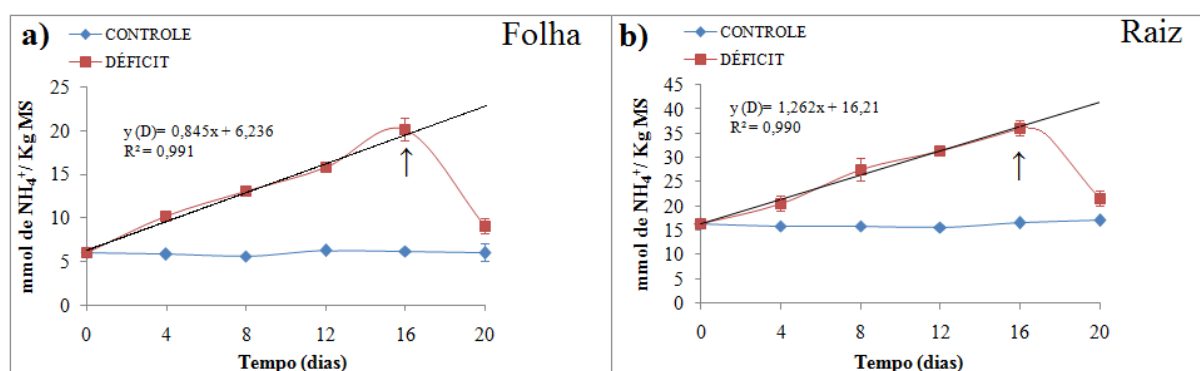 a)
CONTROLE
Folha
DÉFICIT
25
20
15
10
5
0
y (D)= 0,845x + 6,236
R² = 0,991
mmol de NH₄⁺/ Kg MS
0 4 8 12 16 20
Tempo (dias)
b)
CONTROLE
Raiz
DÉFICIT
45
40
35
30
25
20
15
10
5
0
y (D)= 1,262x + 16,21
R² = 0,990
mmol de NH₄⁺/ Kg MS
0 4 8 12 16 20
Tempo (dias)